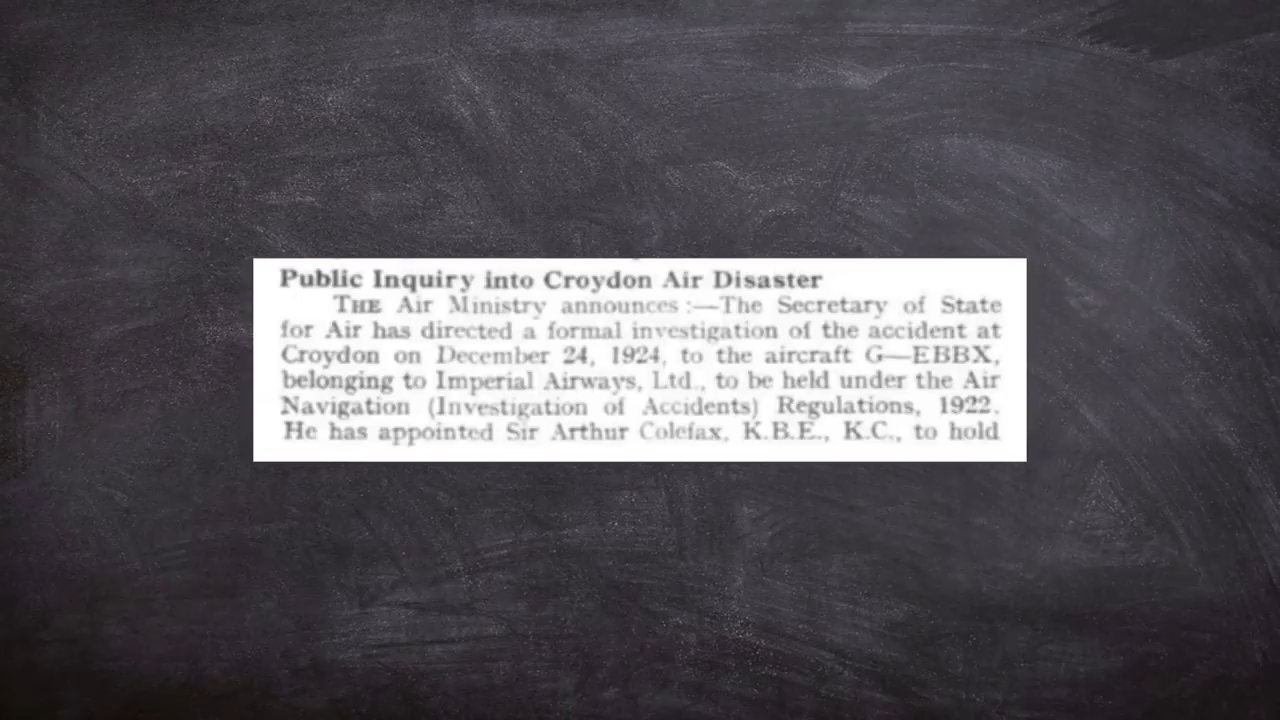 Public Inquiry into Croydon Air Disaster
THE Air Ministry announces :—The Secretary of State
for Air has directed a formal investigation of the accident at
Croydon on December 24, 1924, to the aircraft G—EBBX,
belonging to Imperial Airways, Ltd., to be held under the Air
Navigation (Investigation of Accidents) Regulations, 1922.
He has appointed Sir Arthur Colefax, K.B.E., K.C., to hold